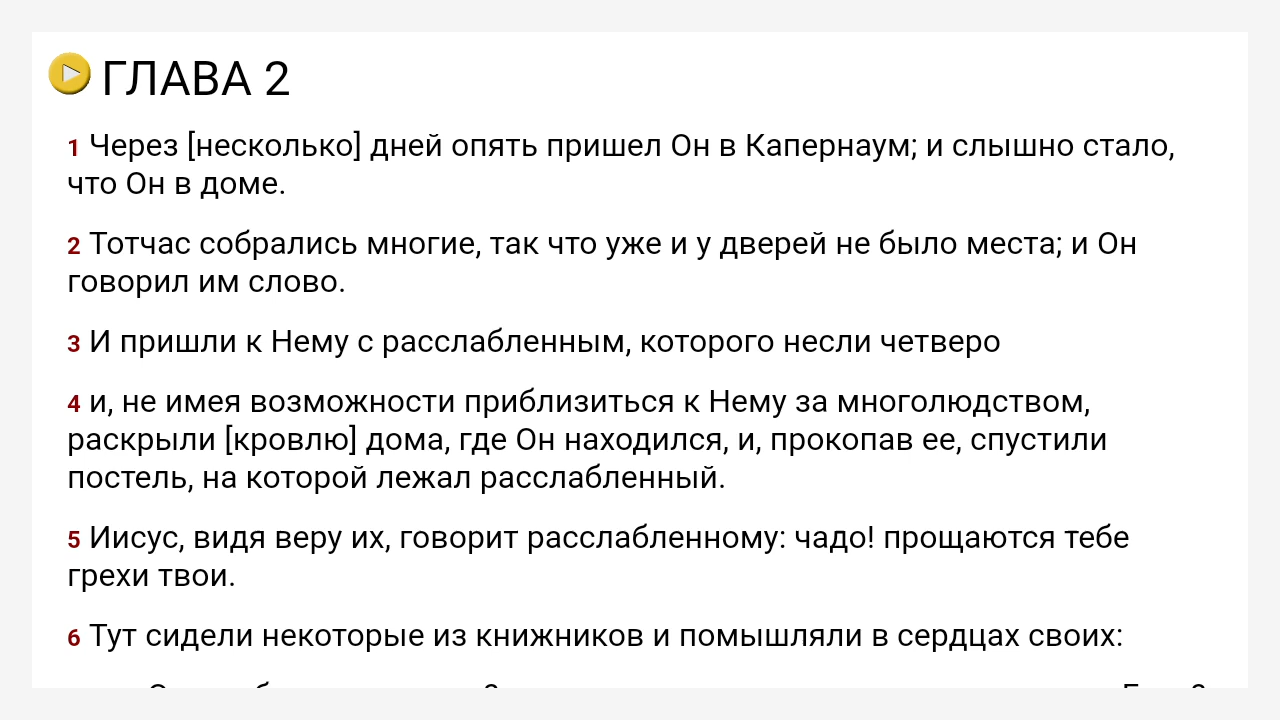 ГЛАВА 2
1 Через [несколько] дней опять пришел Он в Капернаум; и слышно стало,
что Он в доме.
2 Тотчас собрались многие, так что уже и у дверей не было места; и Он
говорил им слово.
3 И пришли к Нему с расслабленным, которого несли четверо
4 и, не имея возможности приблизиться к Нему за многолюдством,
раскрыли [кровлю] дома, где Он находился, и, прокопав ее, спустили
постель, на которой лежал расслабленный.
5 Иисус, видя веру их, говорит расслабленному: чадо! прощаются тебе
грехи твои.
6 Тут сидели некоторые из книжников и помышляли в сердцах своих: